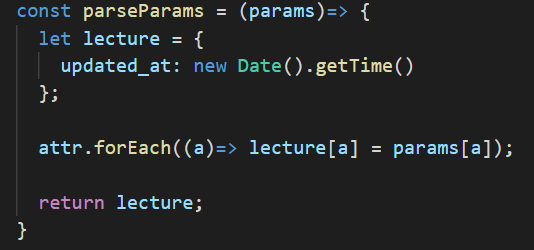 const parseParams = (params)=> {
  let lecture = {
    updated_at: new Date().getTime()
  };

  attr.forEach((a)=> lecture[a] = params[a]);

  return lecture;
}